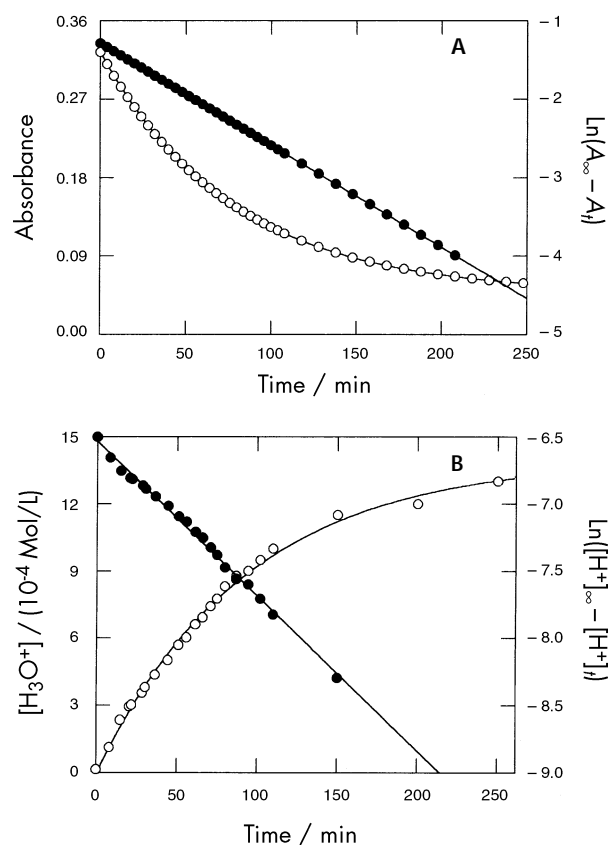 A
0.36
0.27
0.18
0.09
0.00
Absorbance
−1
−2
−3
−4
−5
Ln(A∞ − At)
0 50 100 150 200 250
Time / min
B
15
12
9
6
3
0
[H3O+] / (10-4 Mol/L)
−6.5
−7.0
−7.5
−8.0
−8.5
−9.0
Ln([H+]∞ − [H+]t)
0 50 100 150 200 250
Time / min